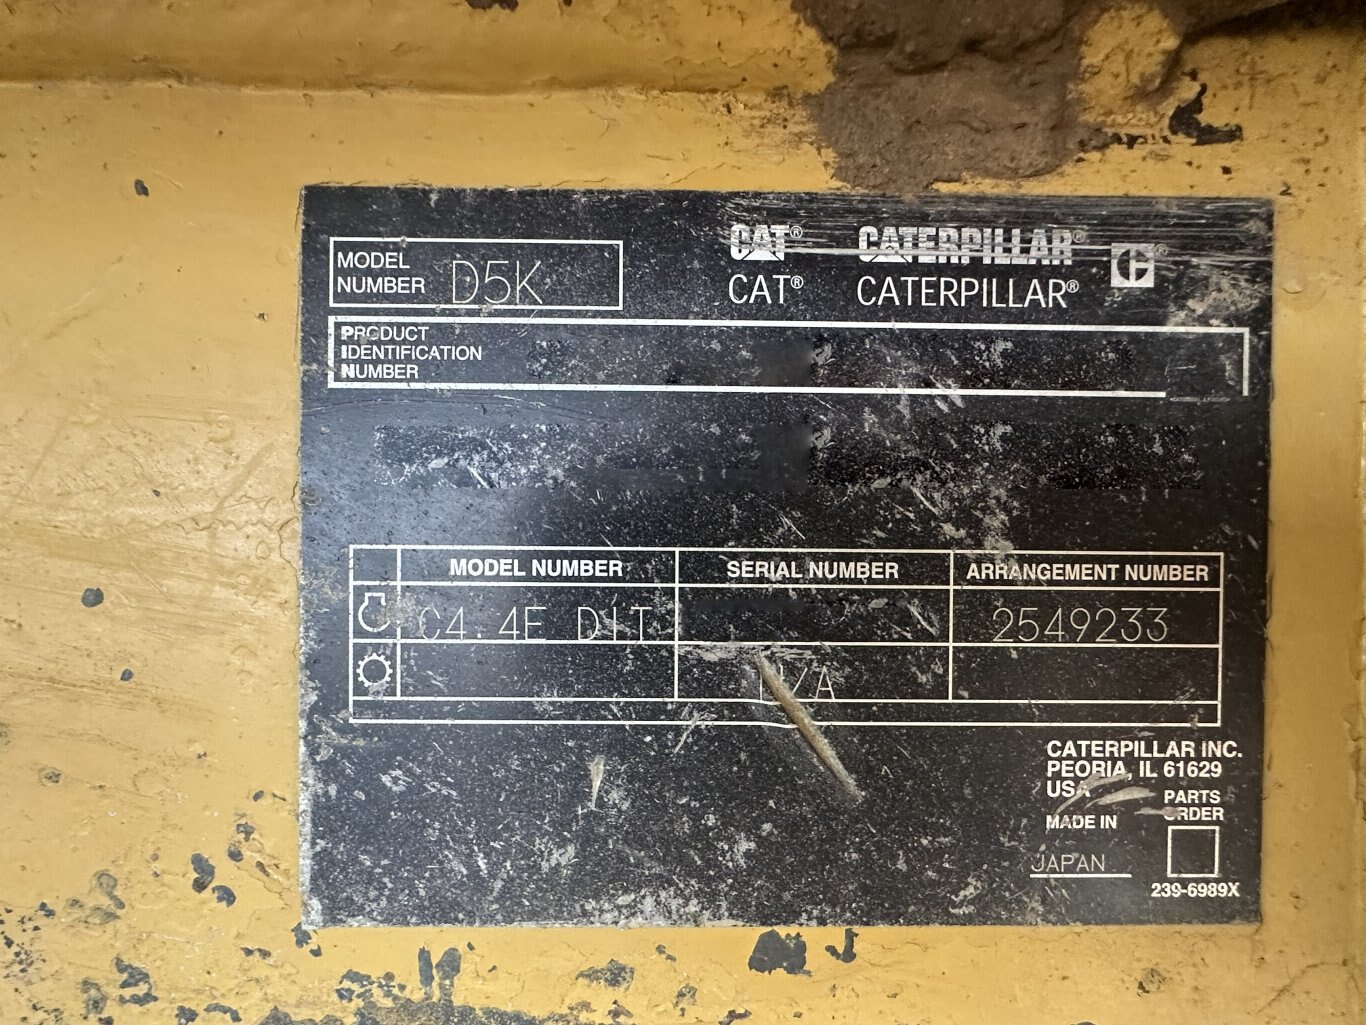 MODEL
NUMBER D5K
CAT® CATERPILLAR®
CAT® CATERPILLAR®
PRODUCT
IDENTIFICATION
NUMBER
MODEL NUMBER SERIAL NUMBER ARRANGEMENT NUMBER
C4.4E DIT 2549233
CATERPILLAR INC.
PEORIA, IL 61629
USA
PARTS
ORDER
MADE IN
JAPAN
239-6989X